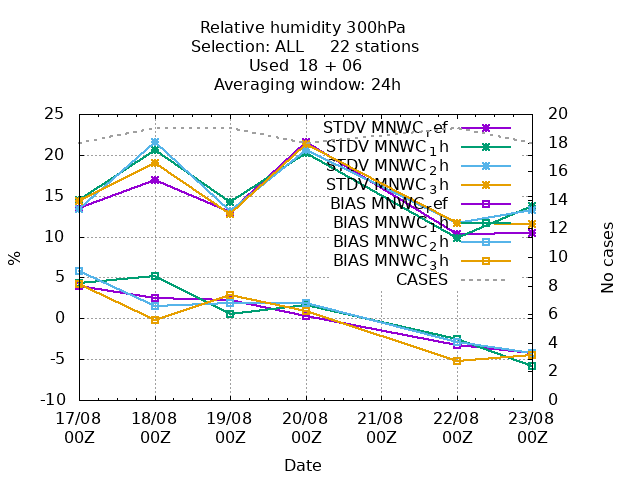 Relative humidity 300hPa
Selection: ALL 22 stations
Used 18 + 06
Averaging window: 24h
25
20
15
10
5
0
-5
-10
%
20
18
16
14
12
10
8
6
4
2
0
No cases
STDV MNWC_ref
STDV MNWC_1h
STDV MNWC_2h
STDV MNWC_3h
BIAS MNWC_ref
BIAS MNWC_1h
BIAS MNWC_2h
BIAS MNWC_3h
CASES
17/08 18/08 19/08 20/08 21/08 22/08 23/08
00Z 00Z 00Z 00Z 00Z 00Z 00Z
Date